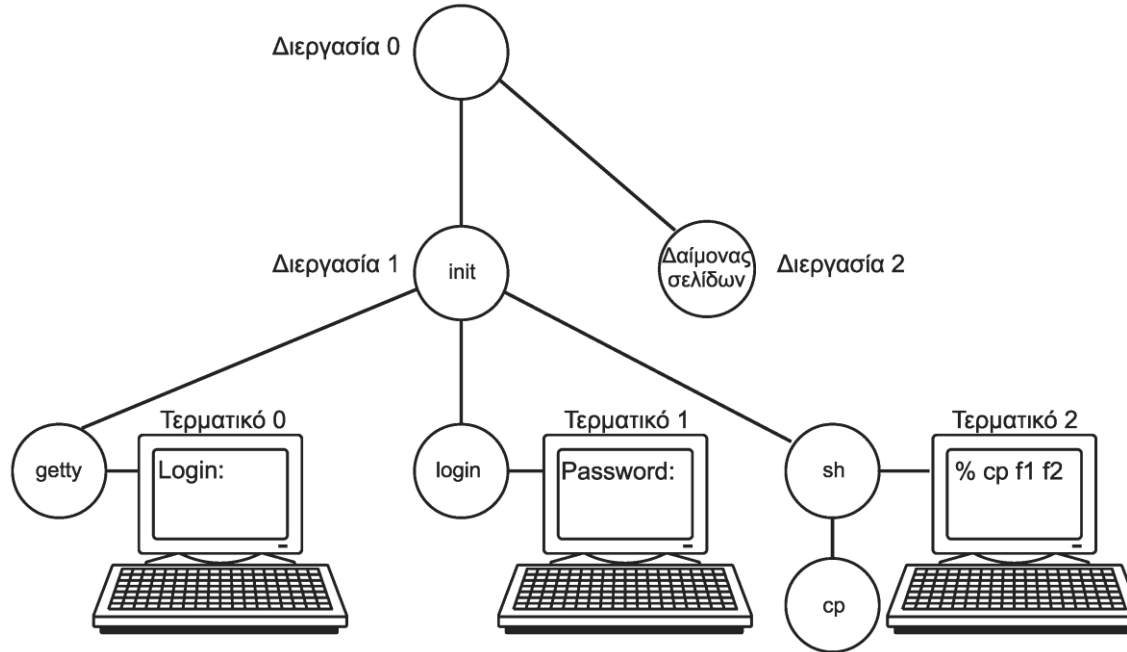 Διεργασία 0
Διεργασία 1
init
Δαίμονας
σελίδων
Διεργασία 2
Τερματικό 0
Τερματικό 1
Τερματικό 2
getty
Login:
login
Password:
sh
% cp f1 f2
cp